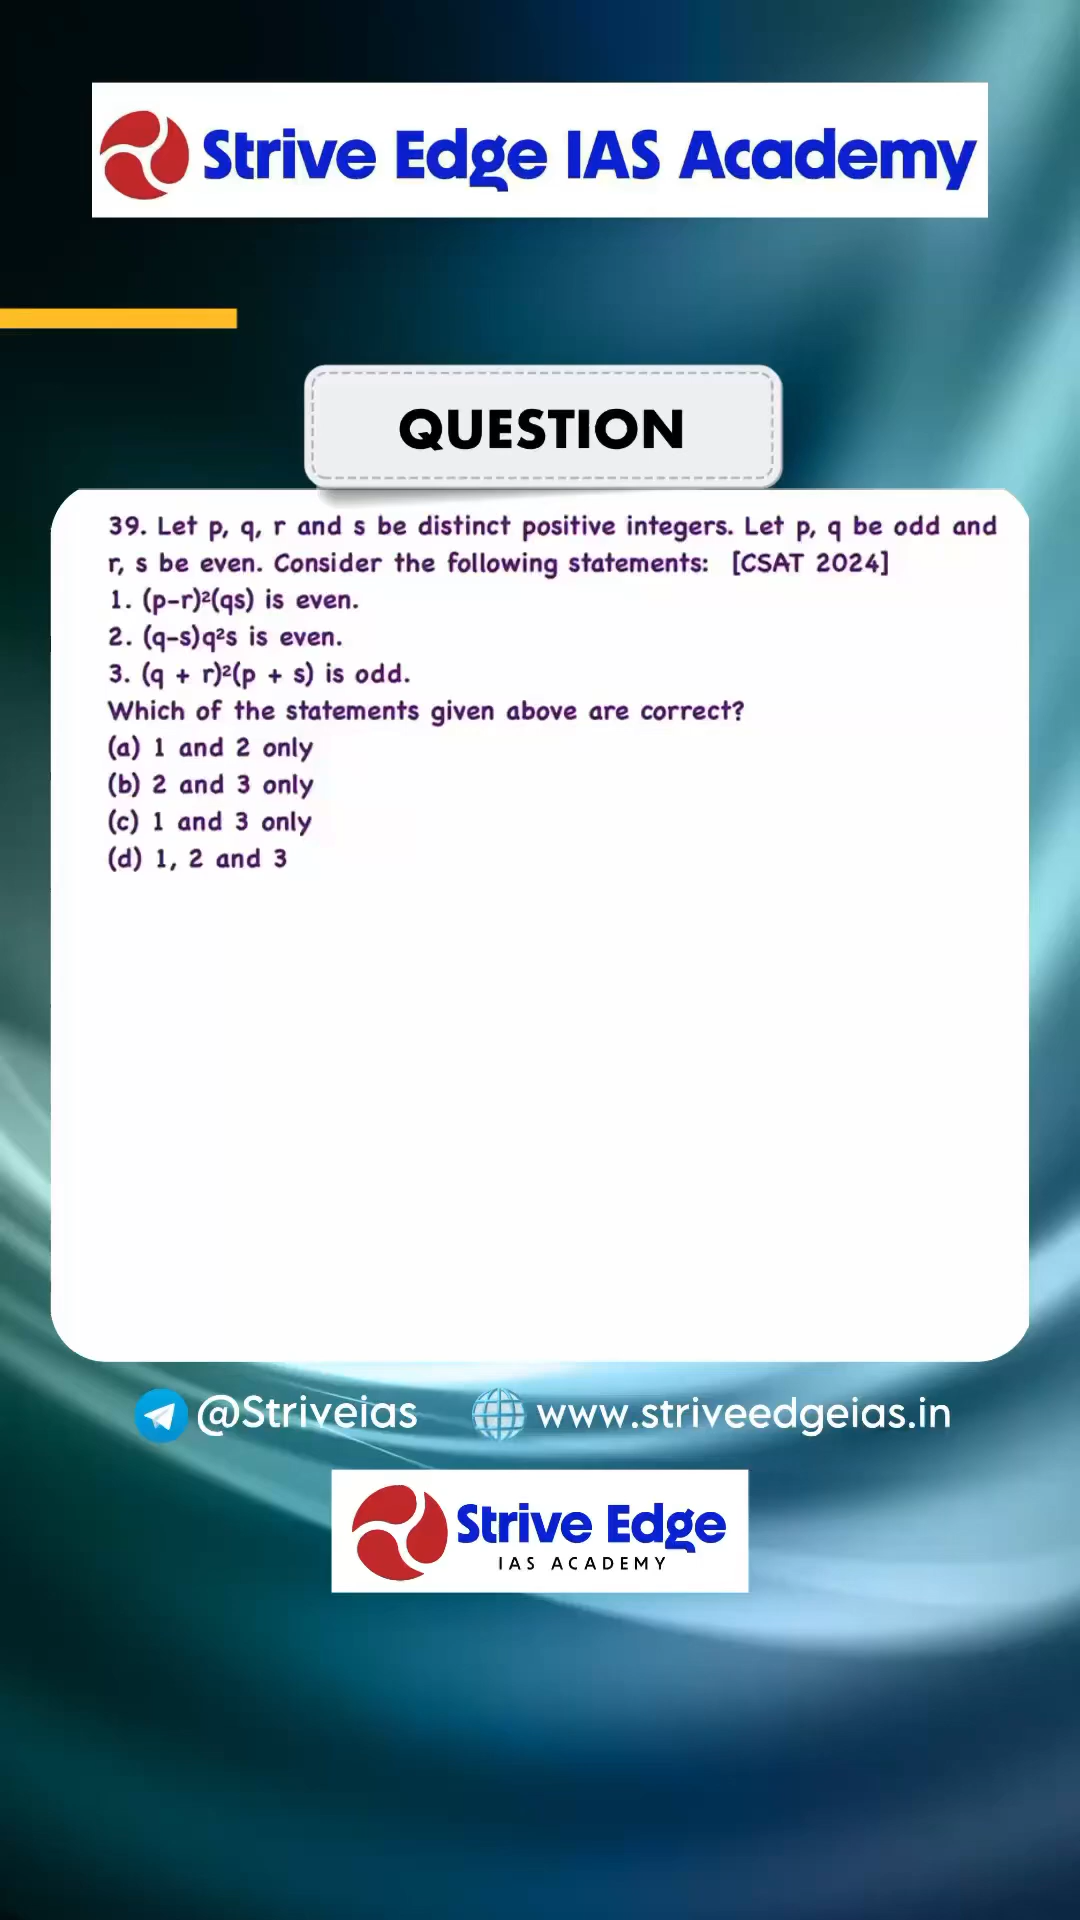 Strive Edge IAS Academy
QUESTION
39. Let p, q, r and s be distinct positive integers. Let p, q be odd and
r, s be even. Consider the following statements: [CSAT 2024]
1. (p-r)²(qs) is even.
2. (q-s)q²s is even.
3. (q + r)²(p + s) is odd.
Which of the statements given above are correct?
(a) 1 and 2 only
(b) 2 and 3 only
(c) 1 and 3 only
(d) 1, 2 and 3
@Striveias www.striveedgeias.in
Strive Edge
IAS ACADEMY